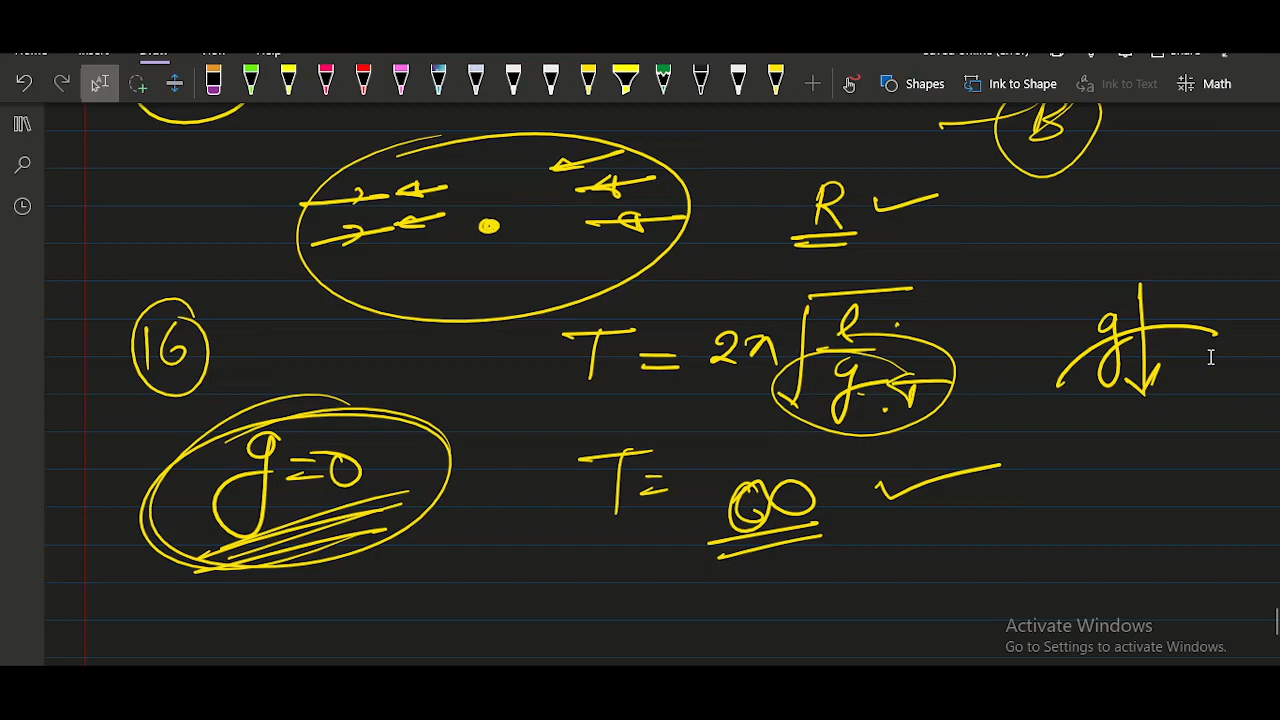 Shapes
Ink to Shape
Ink to Text
Math
B
R ✓
16
T = 2π√(l/g)
g↓
g = 0
T = ∞ ✓
Activate Windows
Go to Settings to activate Windows.